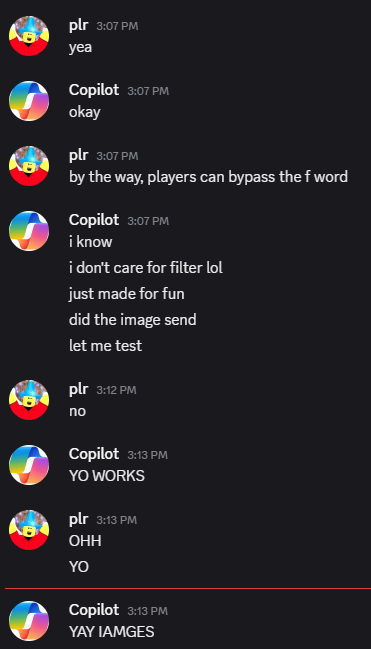 plr 3:07 PM
yea
Copilot 3:07 PM
okay
plr 3:07 PM
by the way, players can bypass the f word
Copilot 3:07 PM
i know
i don't care for filter lol
just made for fun
did the image send
let me test
plr 3:12 PM
no
Copilot 3:13 PM
YO WORKS
plr 3:13 PM
OHH
YO
Copilot 3:13 PM
YAY IAMGES